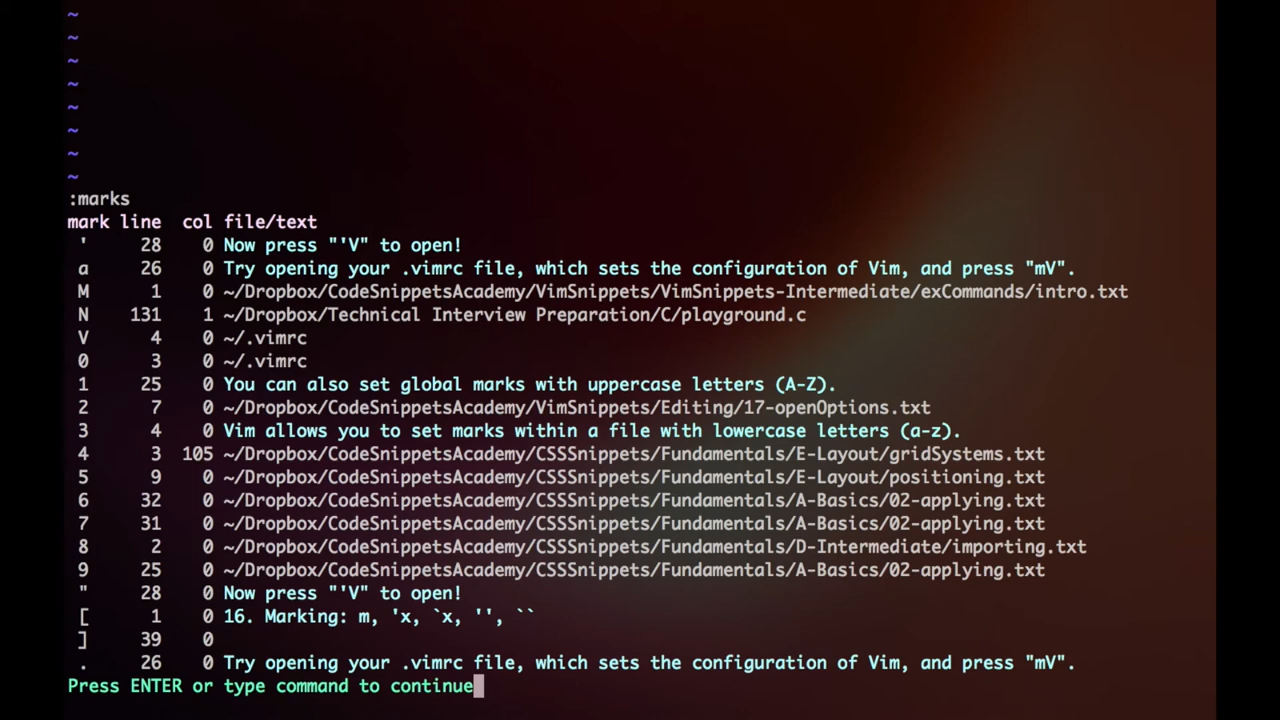 ~
~
~
~
~
~
~
~
:marks
mark line  col file/text
 '     28    0 Now press "'V" to open!
 a     26    0 Try opening your .vimrc file, which sets the configuration of Vim, and press "mV".
 M      1    0 ~/Dropbox/CodeSnippetsAcademy/VimSnippets/VimSnippets-Intermediate/exCommands/intro.txt
 N    131    1 ~/Dropbox/Technical Interview Preparation/C/playground.c
 V      4    0 ~/.vimrc
 0      3    0 ~/.vimrc
 1     25    0 You can also set global marks with uppercase letters (A-Z).
 2      7    0 ~/Dropbox/CodeSnippetsAcademy/VimSnippets/Editing/17-openOptions.txt
 3      4    0 Vim allows you to set marks within a file with lowercase letters (a-z).
 4      3  105 ~/Dropbox/CodeSnippetsAcademy/CSSSnippets/Fundamentals/E-Layout/gridSystems.txt
 5      9    0 ~/Dropbox/CodeSnippetsAcademy/CSSSnippets/Fundamentals/E-Layout/positioning.txt
 6     32    0 ~/Dropbox/CodeSnippetsAcademy/CSSSnippets/Fundamentals/A-Basics/02-applying.txt
 7     31    0 ~/Dropbox/CodeSnippetsAcademy/CSSSnippets/Fundamentals/A-Basics/02-applying.txt
 8      2    0 ~/Dropbox/CodeSnippetsAcademy/CSSSnippets/Fundamentals/D-Intermediate/importing.txt
 9     25    0 ~/Dropbox/CodeSnippetsAcademy/CSSSnippets/Fundamentals/A-Basics/02-applying.txt
 "     28    0 Now press "'V" to open!
 [      1    0 16. Marking: m, 'x, `x, '', ``
 ]     39    0
 .     26    0 Try opening your .vimrc file, which sets the configuration of Vim, and press "mV".
Press ENTER or type command to continue